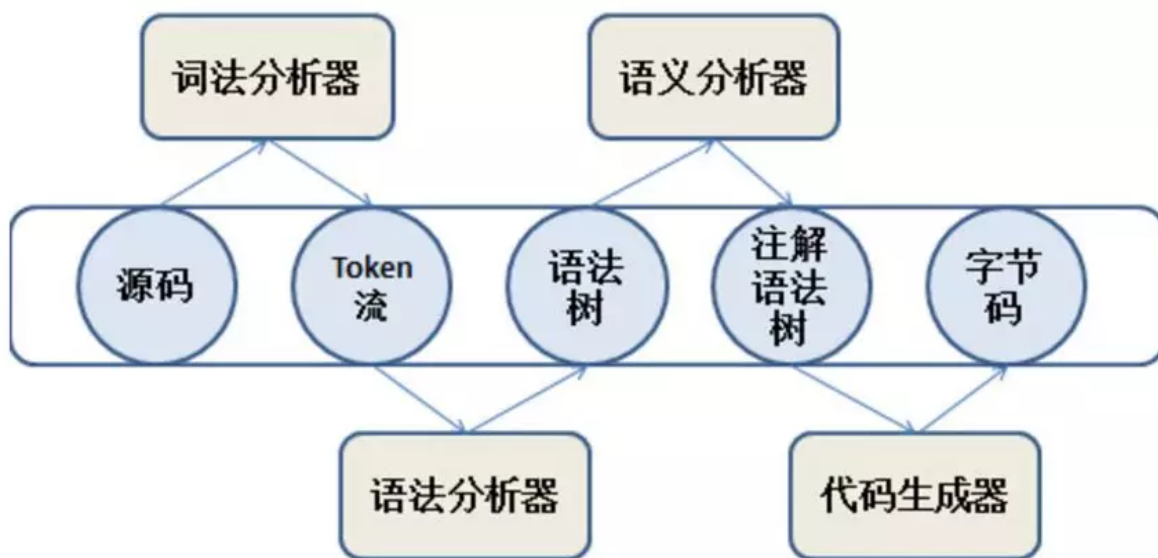 词法分析器
语义分析器
源码
Token
流
语法
树
注解
语法
树
字节
码
语法分析器
代码生成器